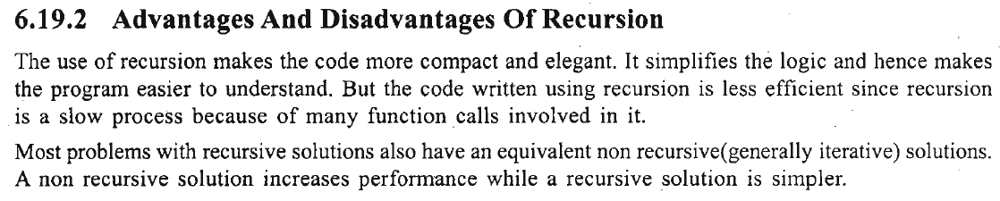 6.19.2 Advantages And Disadvantages Of Recursion
The use of recursion makes the code more compact and elegant. It simplifies the logic and hence makes
the program easier to understand. But the code written using recursion is less efficient since recursion
is a slow process because of many function calls involved in it.
Most problems with recursive solutions also have an equivalent non recursive(generally iterative) solutions.
A non recursive solution increases performance while a recursive solution is simpler.